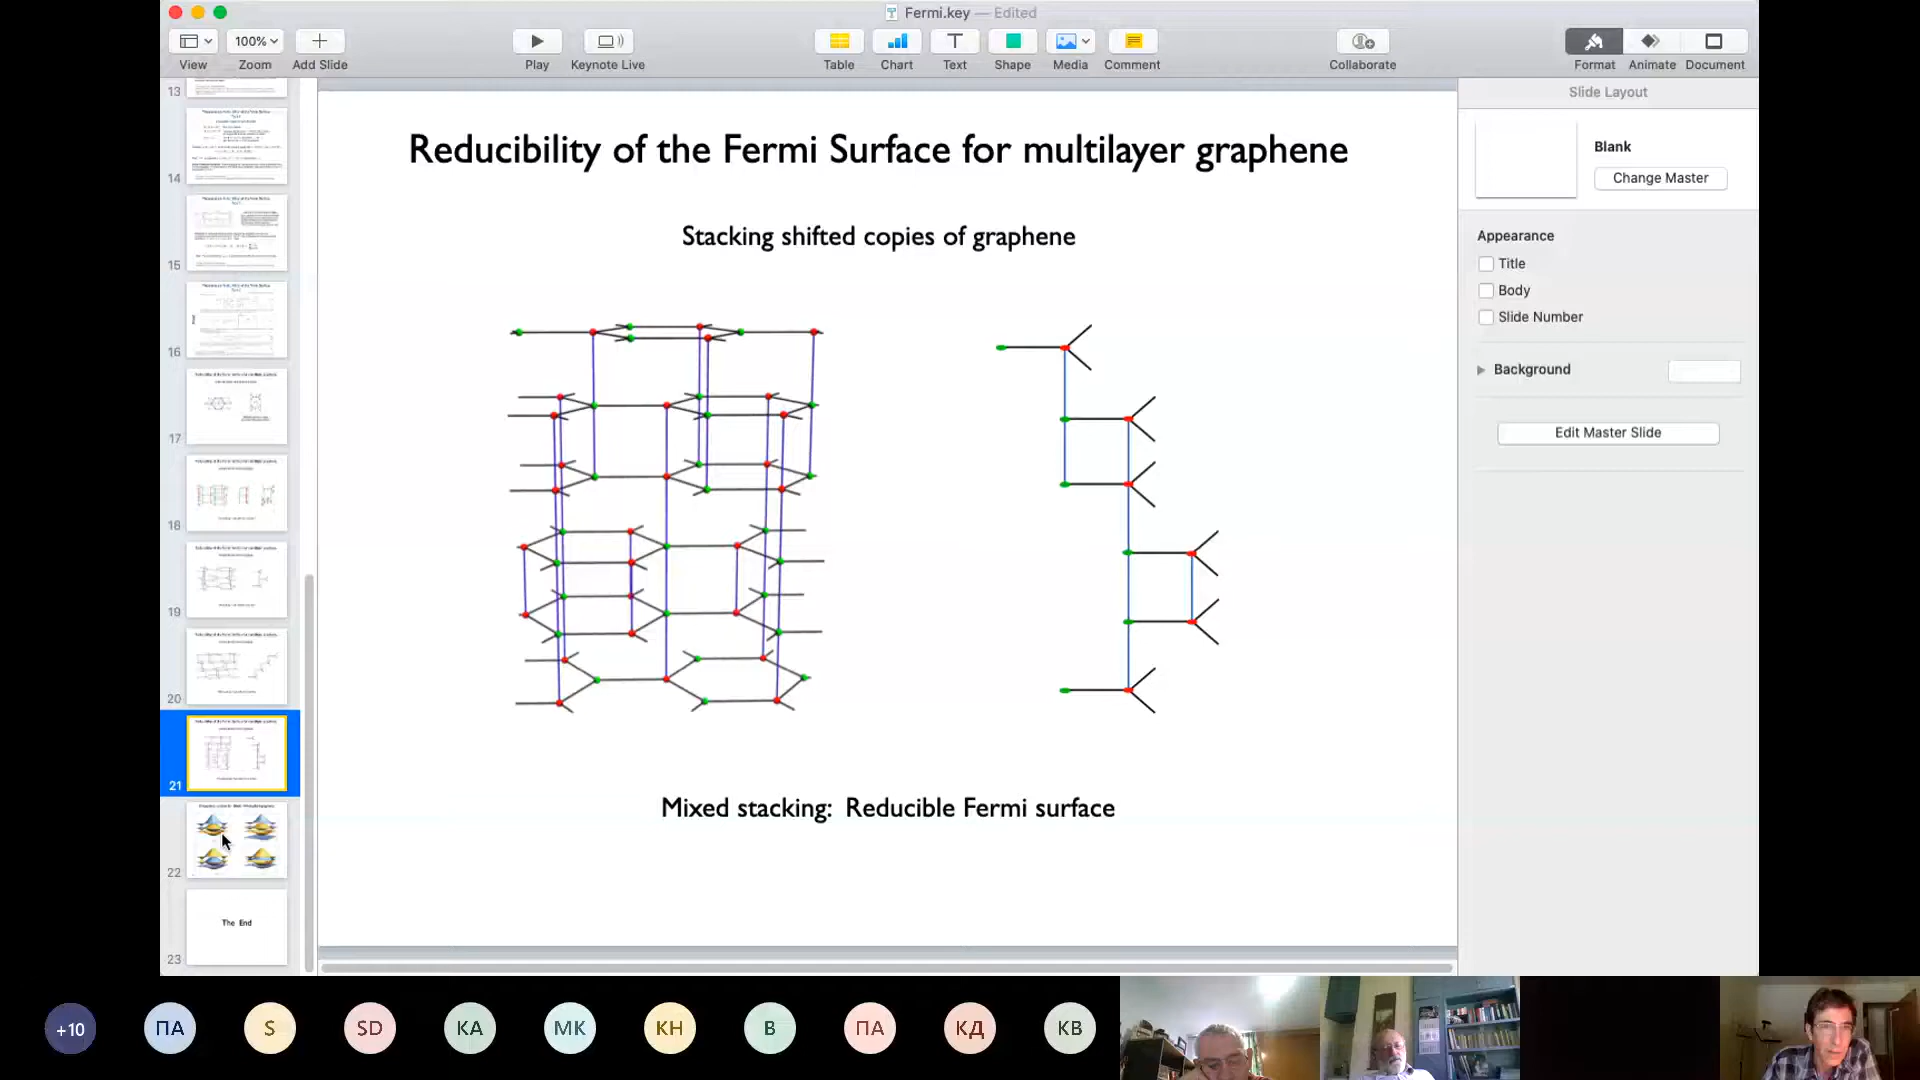 Fermi.key — Edited
View
100%
Zoom
Add Slide
Play
Keynote Live
Table
Chart
Text
Shape
Media
Comment
Collaborate
Format
Animate
Document
13
14
15
16
17
18
19
20
21
22
The End
23
Reducibility of the Fermi Surface for multilayer graphene
Stacking shifted copies of graphene
Mixed stacking: Reducible Fermi surface
Slide Layout
Blank
Change Master
Appearance
Title
Body
Slide Number
Background
Edit Master Slide
+10
ПА
S
SD
КА
МК
КН
В
ПА
КД
КВ